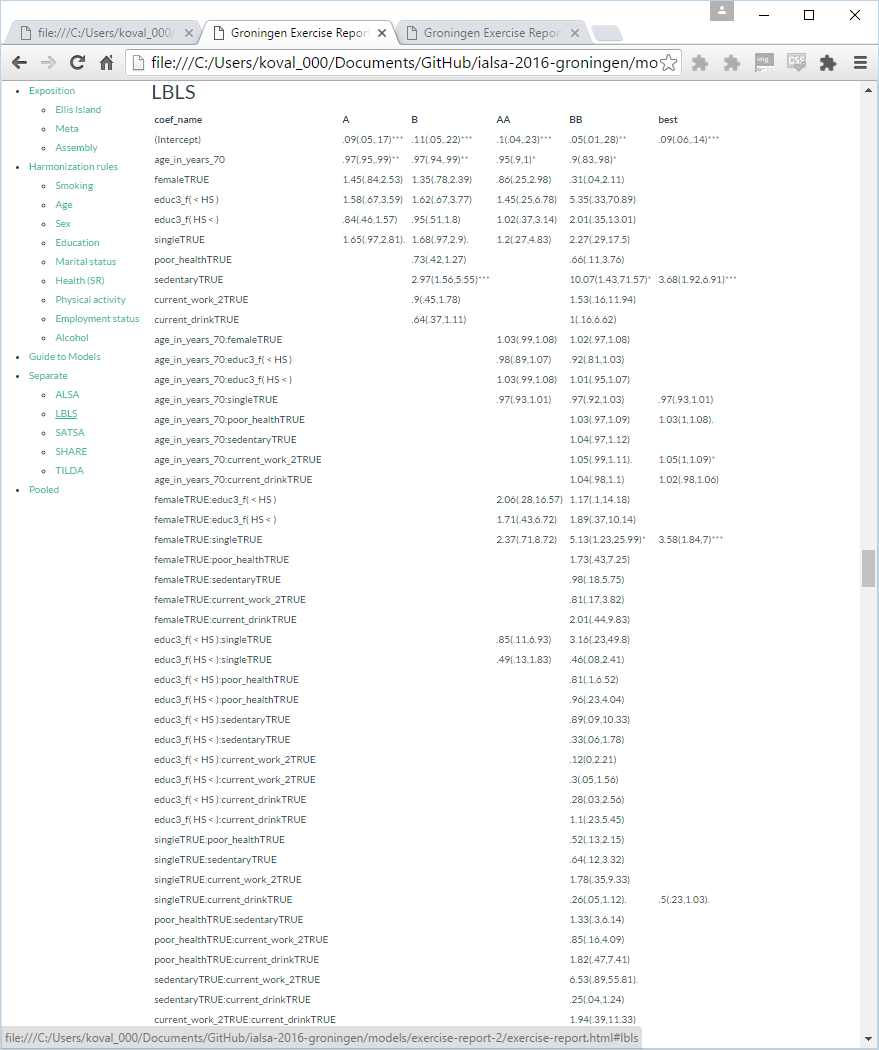 file:///C:/Users/koval_000/
Groningen Exercise Repor
Groningen Exercise Repor
file:///C:/Users/koval_000/Documents/GitHub/ialsa-2016-groningen/mo
Exposition
Ellis Island
Meta
Assembly
Harmonization rules
Smoking
Age
Sex
Education
Marital status
Health (SR)
Physical activity
Employment status
Alcohol
Guide to Models
Separate
ALSA
LBLS
SATSA
SHARE
TILDA
Pooled
LBLS
coef_name A B AA BB best
(Intercept) .09(.05,.17)*** .11(.05,.22)*** .1(.04,.23)*** .05(.01,.28)** .09(.06,.14)***
age_in_years_70 .97(.95,.99)** .97(.94,.99)** .95(.9,1)* .9(.83,.98)*
femaleTRUE 1.45(.84,2.53) 1.35(.78,2.39) .86(.25,2.98) .31(.04,2.11)
educ3_f( < HS ) 1.58(.67,3.59) 1.62(.67,3.77) 1.45(.25,6.78) 5.35(.33,70.89)
educ3_f( HS < ) .84(.46,1.57) .95(.51,1.8) 1.02(.37,3.14) 2.01(.35,13.01)
singleTRUE 1.65(.97,2.81). 1.68(.97,2.9). 1.2(.27,4.83) 2.27(.29,17.5)
poor_healthTRUE .73(.42,1.27) .66(.11,3.76)
sedentaryTRUE 2.97(1.56,5.55)*** 10.07(1.43,71.57)* 3.68(1.92,6.91)***
current_work_2TRUE .9(.45,1.78) 1.53(.16,11.94)
current_drinkTRUE .64(.37,1.11) 1(.16,6.62)
age_in_years_70:femaleTRUE 1.03(.99,1.08) 1.02(.97,1.08)
age_in_years_70:educ3_f( < HS ) .98(.89,1.07) .92(.81,1.03)
age_in_years_70:educ3_f( HS < ) 1.03(.99,1.08) 1.01(.95,1.07)
age_in_years_70:singleTRUE .97(.93,1.01) .97(.92,1.03) .97(.93,1.01)
age_in_years_70:poor_healthTRUE 1.03(.97,1.09) 1.03(1,1.08).
age_in_years_70:sedentaryTRUE 1.04(.97,1.12)
age_in_years_70:current_work_2TRUE 1.05(.99,1.11). 1.05(1,1.09)*
age_in_years_70:current_drinkTRUE 1.04(.98,1.1) 1.02(.98,1.06)
femaleTRUE:educ3_f( < HS ) 2.06(.28,16.57) 1.17(.1,14.18)
femaleTRUE:educ3_f( HS < ) 1.71(.43,6.72) 1.89(.37,10.14)
femaleTRUE:singleTRUE 2.37(.71,8.72) 5.13(1.23,25.99)* 3.58(1.84,7)***
femaleTRUE:poor_healthTRUE 1.73(.43,7.25)
femaleTRUE:sedentaryTRUE .98(.18,5.75)
femaleTRUE:current_work_2TRUE .81(.17,3.82)
femaleTRUE:current_drinkTRUE 2.01(.44,9.83)
educ3_f( < HS ):singleTRUE .85(.11,6.93) 3.16(.23,49.8)
educ3_f( HS < ):singleTRUE .49(.13,1.83) .46(.08,2.41)
educ3_f( < HS ):poor_healthTRUE .81(.1,6.52)
educ3_f( HS < ):poor_healthTRUE .96(.23,4.04)
educ3_f( < HS ):sedentaryTRUE .89(.09,10.33)
educ3_f( HS < ):sedentaryTRUE .33(.06,1.78)
educ3_f( < HS ):current_work_2TRUE .12(0,2.21)
educ3_f( HS < ):current_work_2TRUE .3(.05,1.56)
educ3_f( < HS ):current_drinkTRUE .28(.03,2.56)
educ3_f( HS < ):current_drinkTRUE 1.1(.23,5.45)
singleTRUE:poor_healthTRUE .52(.13,2.15)
singleTRUE:sedentaryTRUE .64(.12,3.32)
singleTRUE:current_work_2TRUE 1.78(.35,9.33)
singleTRUE:current_drinkTRUE .26(.05,1.12). .5(.23,1.03).
poor_healthTRUE:sedentaryTRUE 1.33(.3,6.14)
poor_healthTRUE:current_work_2TRUE .85(.16,4.09)
poor_healthTRUE:current_drinkTRUE 1.82(.47,7.41)
sedentaryTRUE:current_work_2TRUE 6.53(.89,55.81).
sedentaryTRUE:current_drinkTRUE .25(.04,1.24)
current_work_2TRUE:current_drinkTRUE 1.94(.39,11.33)
file:///C:/Users/koval_000/Documents/GitHub/ialsa-2016-groningen/models/exercise-report-2/exercise-report.html#lbls